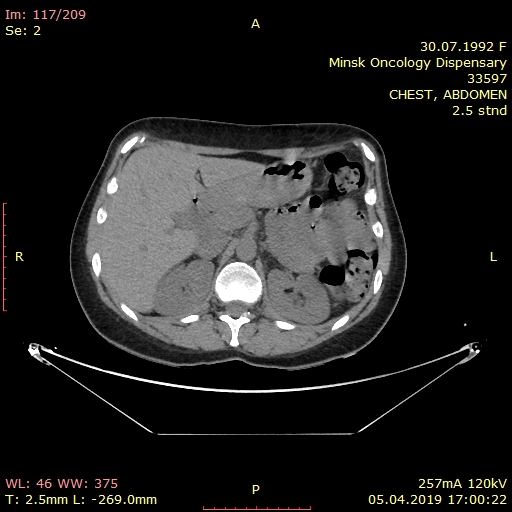 Im: 117/209
Se: 2
A
30.07.1992 F
Minsk Oncology Dispensary
33597
CHEST, ABDOMEN
2.5 stnd
R
L
WL: 46 WW: 375
T: 2.5mm L: -269.0mm
P
257mA 120kV
05.04.2019 17:00:22